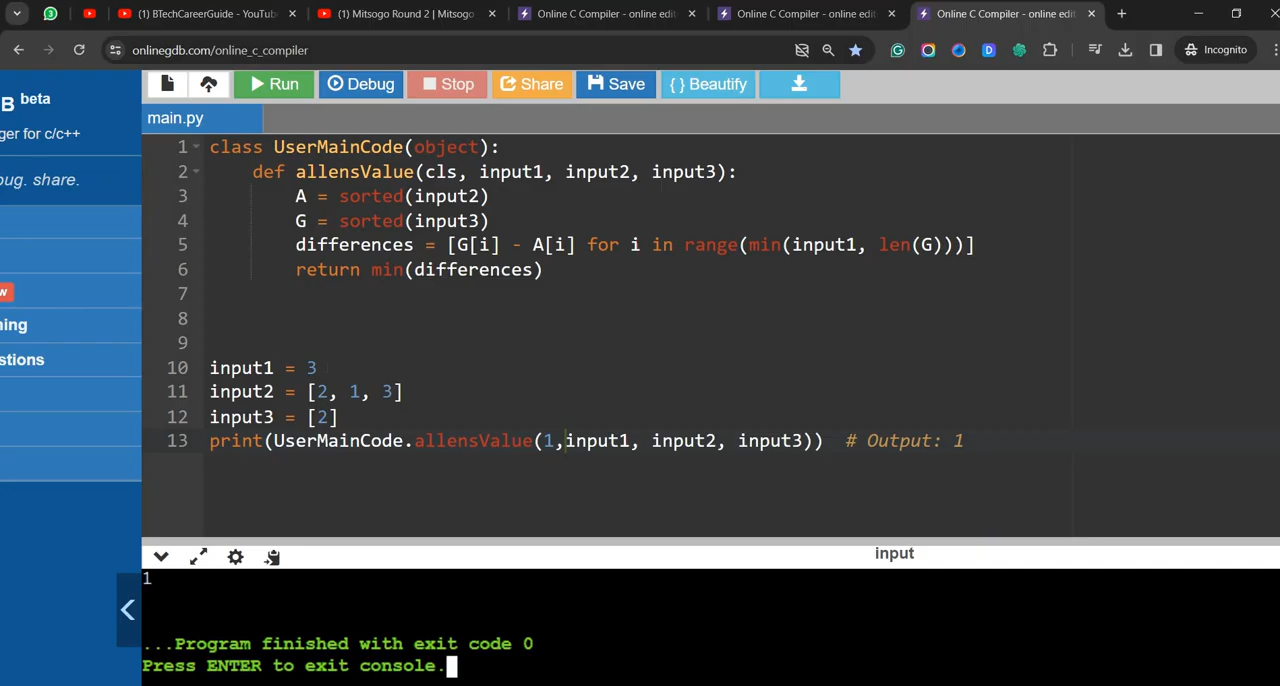 (1) BTechCareerGuide - YouTub
(1) Mitsogo Round 2 | Mitsogo
Online C Compiler - online edit
Online C Compiler - online edit
Online C Compiler - online edit
onlinegdb.com/online_c_compiler
Incognito
B beta
ger for c/c++
oug. share.
w
ning
stions
Run Debug Stop Share Save { } Beautify
main.py
1 class UserMainCode(object):
2 def allensValue(cls, input1, input2, input3):
3 A = sorted(input2)
4 G = sorted(input3)
5 differences = [G[i] - A[i] for i in range(min(input1, len(G)))]
6 return min(differences)
7
8
9
10 input1 = 3
11 input2 = [2, 1, 3]
12 input3 = [2]
13 print(UserMainCode.allensValue(1,input1, input2, input3)) # Output: 1
input
1
...Program finished with exit code 0
Press ENTER to exit console.